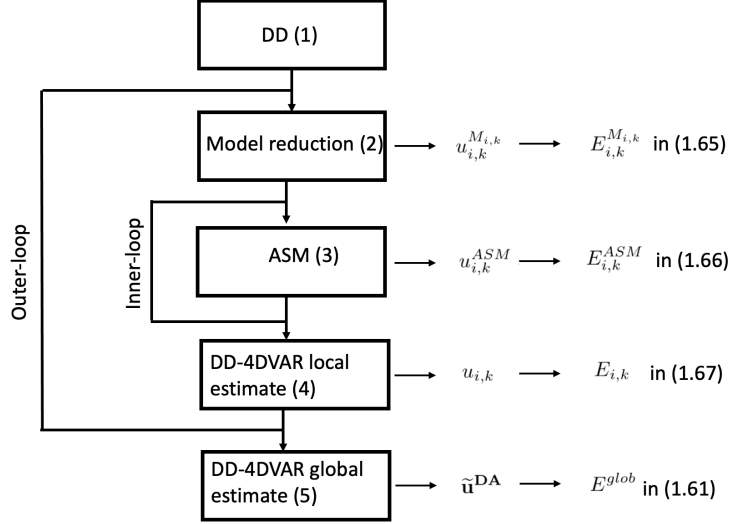 DD (1)
Model reduction (2)
u_{i,k}^{M_{i,k}}
E_{i,k}^{M_{i,k}} in (1.65)
Outer-loop
Inner-loop
ASM (3)
u_{i,k}^{ASM}
E_{i,k}^{ASM} in (1.66)
DD-4DVAR local
estimate (4)
u_{i,k}
E_{i,k} in (1.67)
DD-4DVAR global
estimate (5)
ũ^{DA}
E^{glob} in (1.61)